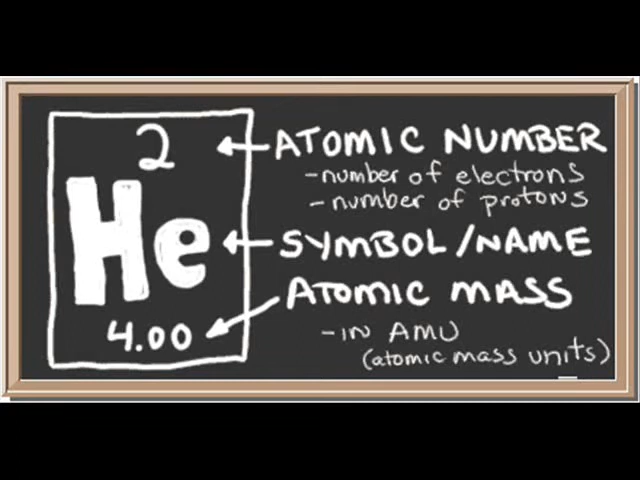 2
ATOMIC NUMBER
-number of electrons
-number of protons
He
SYMBOL/NAME
ATOMIC MASS
4.00
-IN AMU
(atomic mass units)